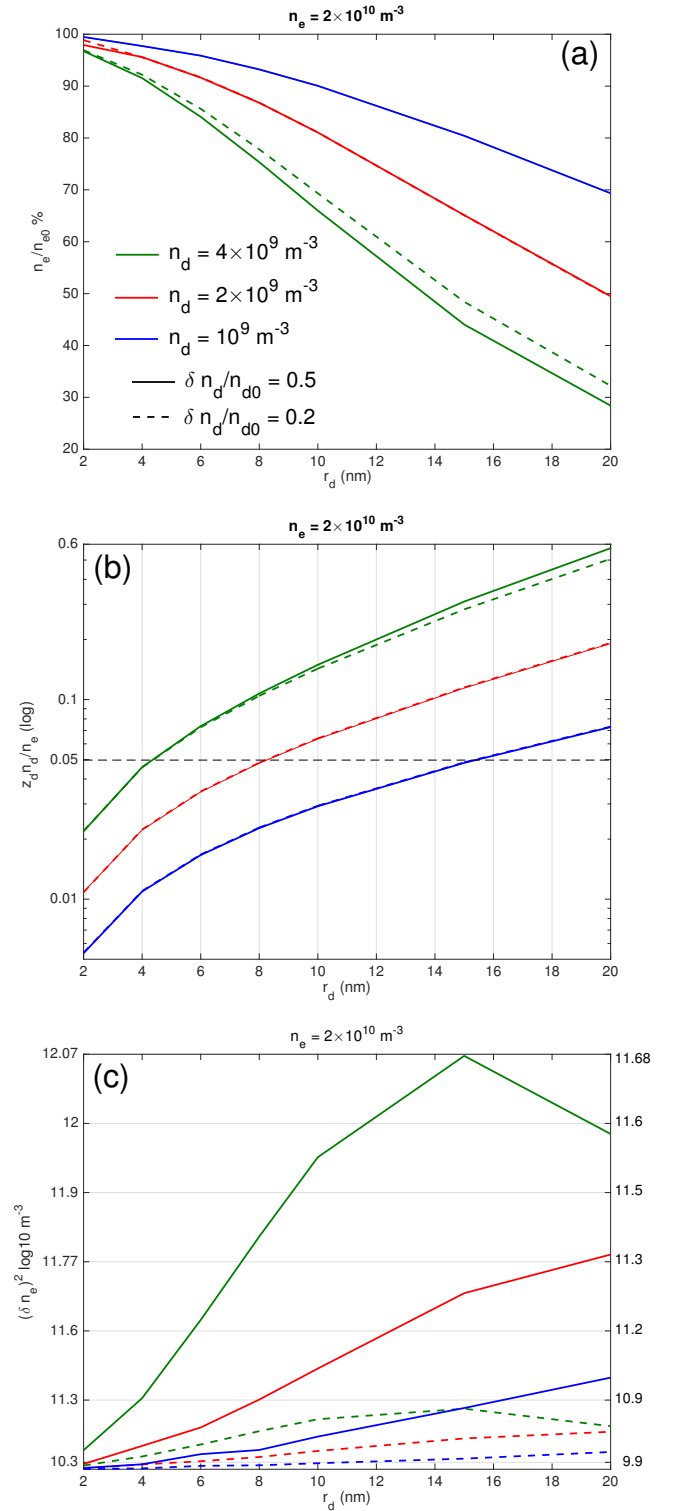 n_e = 2×10^10 m^-3
(a)
100
90
80
70
60
50
40
30
20
n_e/n_e0 %
n_d = 4×10^9 m^-3
n_d = 2×10^9 m^-3
n_d = 10^9 m^-3
δ n_d/n_d0 = 0.5
δ n_d/n_d0 = 0.2
2 4 6 8 10 12 14 16 18 20
r_d (nm)
n_e = 2×10^10 m^-3
(b)
0.6
0.1
0.05
0.01
z_d n_d/n_e (log)
2 4 6 8 10 12 14 16 18 20
r_d (nm)
n_e = 2×10^10 m^-3
(c)
12.07
12
11.9
11.77
11.6
11.3
10.3
(δ n_e)^2 log10 m^-3
11.68
11.6
11.5
11.3
11.2
10.9
9.9
2 4 6 8 10 12 14 16 18 20
r_d (nm)